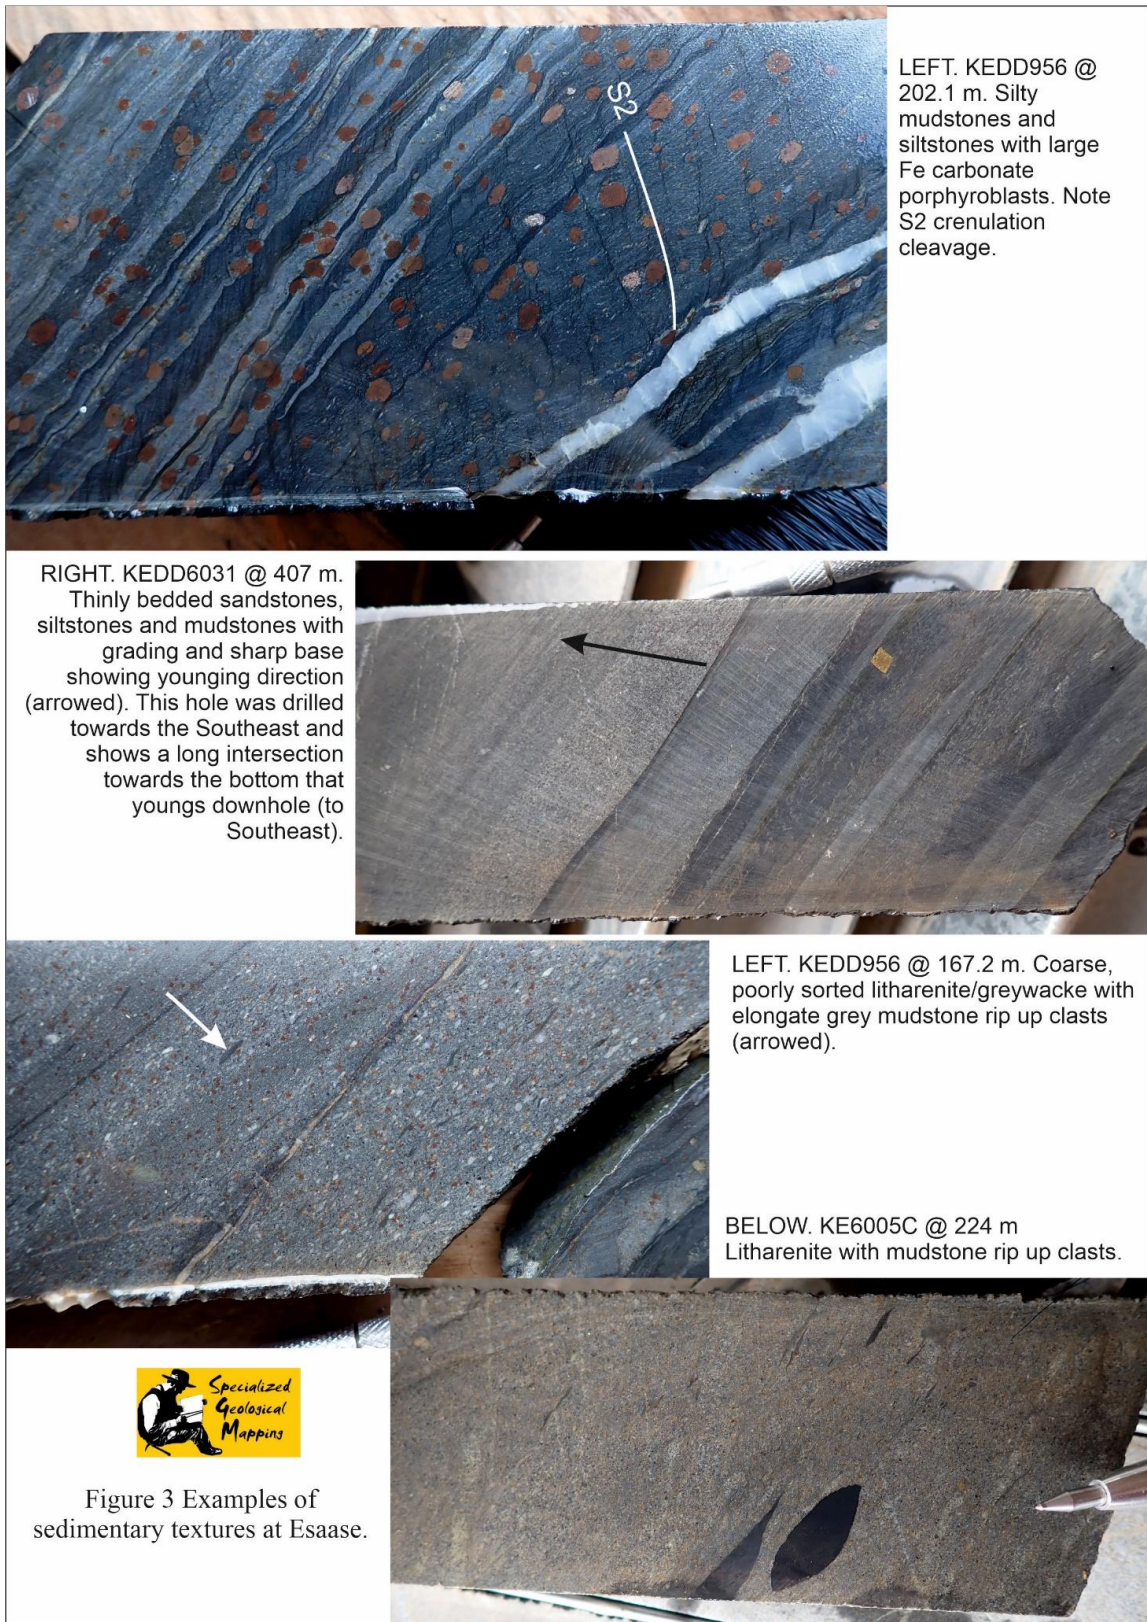 LEFT. KEDD956 @
202.1 m. Silty
mudstones and
siltstones with large
Fe carbonate
porphyroblasts. Note
S2 crenulation
cleavage.
S2
RIGHT. KEDD6031 @ 407 m.
Thinly bedded sandstones,
siltstones and mudstones with
grading and sharp base
showing younging direction
(arrowed). This hole was drilled
towards the Southeast and
shows a long intersection
towards the bottom that
youngs downhole (to
Southeast).
LEFT. KEDD956 @ 167.2 m. Coarse,
poorly sorted litharenite/greywacke with
elongate grey mudstone rip up clasts
(arrowed).
BELOW. KE6005C @ 224 m
Litharenite with mudstone rip up clasts.
Specialized
Geological
Mapping
Figure 3 Examples of
sedimentary textures at Esaase.